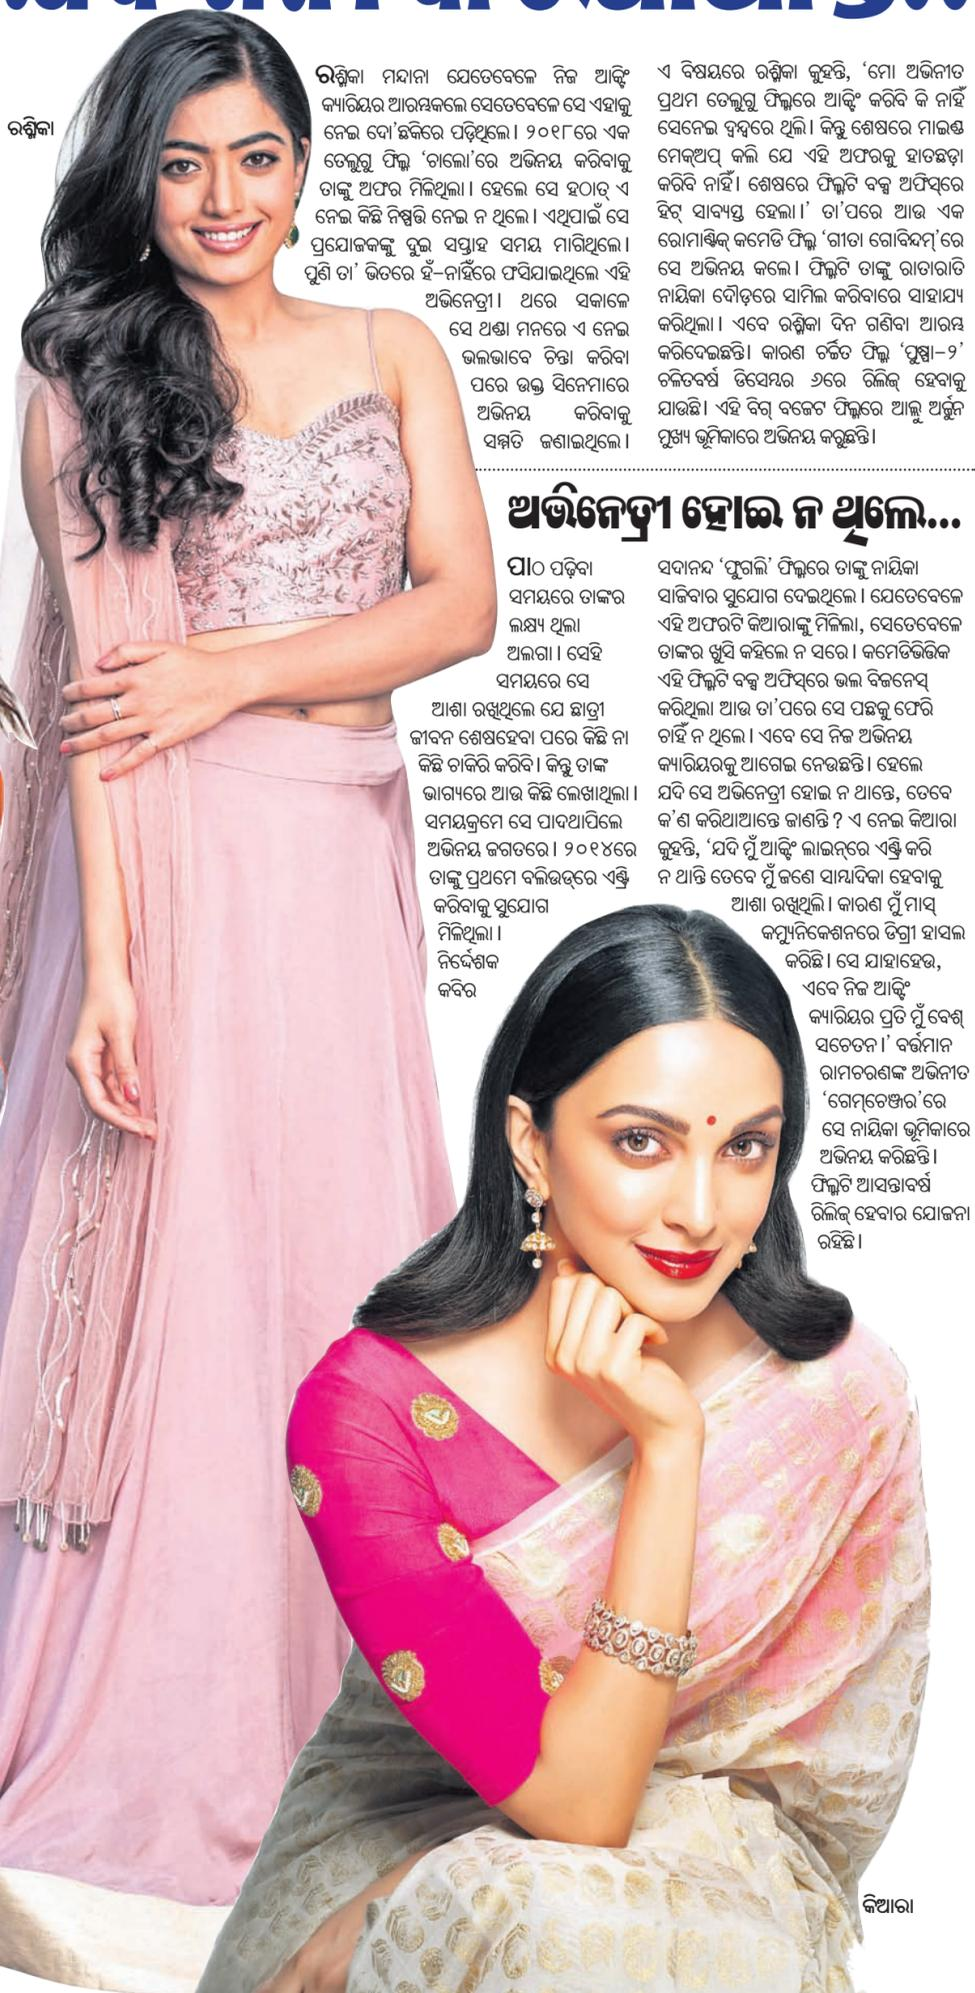 ରଶ୍ମିକା
ରଶ୍ମିକା ମନ୍ଦାନା ଯେତେବେଳେ ନିଜ ଆକ୍ଟିଂ
କ୍ୟାରିୟର ଆରମ୍ଭକଲେ ସେତେବେଳେ ସେ ଏହାକୁ
ନେଇ ଦୋ’ଛକିରେ ପଡ଼ିଥିଲେ। ୨୦୧୮ରେ ଏକ
ତେଲୁଗୁ ଫିଲ୍ମ ‘ଚାଲୋ’ରେ ଅଭିନୟ କରିବାକୁ
ତାଙ୍କୁ ଅଫର ମିଳିଥିଲା। ହେଲେ ସେ ହଠାତ୍ ଏ
ନେଇ କିଛି ନିଷ୍ପତ୍ତି ନେଇ ନ ଥିଲେ। ଏଥିପାଇଁ ସେ
ପ୍ରଯୋଜକଙ୍କୁ ଦୁଇ ସପ୍ତାହ ସମୟ ମାଗିଥିଲେ।
ପୁଣି ତା’ ଭିତରେ ହଁ-ନାହିଁରେ ଫସିଯାଇଥିଲେ ଏହି
ଅଭିନେତ୍ରୀ। ଥରେ ସକାଳେ
ସେ ଥଣ୍ଡା ମନରେ ଏ ନେଇ
ଭଲଭାବେ ଚିନ୍ତା କରିବା
ପରେ ଉକ୍ତ ସିନେମାରେ
ଅଭିନୟ କରିବାକୁ
ସମ୍ମତି ଜଣାଇଥିଲେ।
ଏ ବିଷୟରେ ରଶ୍ମିକା କୁହନ୍ତି, ‘ମୋ ଅଭିନୀତ
ପ୍ରଥମ ତେଲୁଗୁ ଫିଲ୍ମରେ ଆକ୍ଟିଂ କରିବି କି ନାହିଁ
ସେନେଇ ଦ୍ୱନ୍ଦ୍ୱରେ ଥିଲି। କିନ୍ତୁ ଶେଷରେ ମାଇଣ୍ଡ
ମେକ୍ଅପ୍ କଲି ଯେ ଏହି ଅଫରକୁ ହାତଛଡ଼ା
କରିବି ନାହିଁ। ଶେଷରେ ଫିଲ୍ମଟି ବକ୍ସ ଅଫିସ୍‌ରେ
ହିଟ୍ ସାବ୍ୟସ୍ତ ହେଲା।’ ତା’ପରେ ଆଉ ଏକ
ରୋମାଣ୍ଟିକ୍ କମେଡି ଫିଲ୍ମ ‘ଗୀତା ଗୋବିନ୍ଦମ୍’ରେ
ସେ ଅଭିନୟ କଲେ। ଫିଲ୍ମଟି ତାଙ୍କୁ ରାତାରାତି
ନାୟିକା ଦୌଡ଼ରେ ସାମିଲ କରିବାରେ ସାହାଯ୍ୟ
କରିଥିଲା। ଏବେ ରଶ୍ମିକା ଦିନ ଗଣିବା ଆରମ୍ଭ
କରିଦେଇଛନ୍ତି। କାରଣ ଚର୍ଚ୍ଚିତ ଫିଲ୍ମ ‘ପୁଷ୍ପା-୨’
ଚଳିତବର୍ଷ ଡିସେମ୍ବର ୬ରେ ରିଲିଜ୍ ହେବାକୁ
ଯାଉଛି। ଏହି ବିଗ୍ ବଜେଟ ଫିଲ୍ମରେ ଆଲ୍ଲୁ ଅର୍ଜୁନ
ମୁଖ୍ୟ ଭୂମିକାରେ ଅଭିନୟ କରୁଛନ୍ତି।
ଅଭିନେତ୍ରୀ ହୋଇ ନ ଥିଲେ...
ପାଠ ପଢ଼ିବା
ସମୟରେ ତାଙ୍କର
ଲକ୍ଷ୍ୟ ଥିଲା
ଅଲଗା। ସେହି
ସମୟରେ ସେ
ଆଶା ରଖିଥିଲେ ଯେ ଛାତ୍ରୀ
ଜୀବନ ଶେଷହେବା ପରେ କିଛି ନା
କିଛି ଚାକିରି କରିବି। କିନ୍ତୁ ତାଙ୍କ
ଭାଗ୍ୟରେ ଆଉ କିଛି ଲେଖାଥିଲା।
ସମୟକ୍ରମେ ସେ ପାଦଥାପିଲେ
ଅଭିନୟ ଜଗତରେ। ୨୦୧୪ରେ
ତାଙ୍କୁ ପ୍ରଥମେ ବଲିଉଡ୍‌ରେ ଏଣ୍ଟ୍ରି
କରିବାକୁ ସୁଯୋଗ
ମିଳିଥିଲା।
ନିର୍ଦ୍ଦେଶକ
କବିର
ସଦାନନ୍ଦ ‘ଫୁଗଲି’ ଫିଲ୍ମରେ ତାଙ୍କୁ ନାୟିକା
ସାଜିବାର ସୁଯୋଗ ଦେଇଥିଲେ। ଯେତେବେଳେ
ଏହି ଅଫରଟି କିଆରାଙ୍କୁ ମିଳିଲା, ସେତେବେଳେ
ତାଙ୍କର ଖୁସି କହିଲେ ନ ସରେ। କମେଡିଭିତ୍ତିକ
ଏହି ଫିଲ୍ମଟି ବକ୍ସ ଅଫିସ୍‌ରେ ଭଲ ବିଜନେସ୍
କରିଥିଲା ଆଉ ତା’ପରେ ସେ ପଛକୁ ଫେରି
ଚାହିଁ ନ ଥିଲେ। ଏବେ ସେ ନିଜ ଅଭିନୟ
କ୍ୟାରିୟରକୁ ଆଗେଇ ନେଉଛନ୍ତି। ହେଲେ
ଯଦି ସେ ଅଭିନେତ୍ରୀ ହୋଇ ନ ଥାନ୍ତେ, ତେବେ
କ’ଣ କରିଥାଆନ୍ତେ ଜାଣନ୍ତି? ଏ ନେଇ କିଆରା
କୁହନ୍ତି, ‘ଯଦି ମୁଁ ଆକ୍ଟିଂ ଲାଇନ୍‌ରେ ଏଣ୍ଟ୍ରି କରି
ନ ଥାନ୍ତି ତେବେ ମୁଁ ଜଣେ ସାମ୍ବାଦିକା ହେବାକୁ
ଆଶା ରଖିଥିଲି। କାରଣ ମୁଁ ମାସ୍
କମ୍ୟୁନିକେଶନରେ ଡିଗ୍ରୀ ହାସଲ
କରିଛି। ସେ ଯାହାହେଉ,
ଏବେ ନିଜ ଆକ୍ଟିଂ
କ୍ୟାରିୟର ପ୍ରତି ମୁଁ ବେଶ୍
ସଚେତନ।’ ବର୍ତ୍ତମାନ
ରାମଚରଣଙ୍କ ଅଭିନୀତ
‘ଗେମ୍‌ଚେଞ୍ଜର’ରେ
ସେ ନାୟିକା ଭୂମିକାରେ
ଅଭିନୟ କରିଛନ୍ତି।
ଫିଲ୍ମଟି ଆସନ୍ତାବର୍ଷ
ରିଲିଜ୍ ହେବାର ଯୋଜନା
ରହିଛି।
କିଆରା